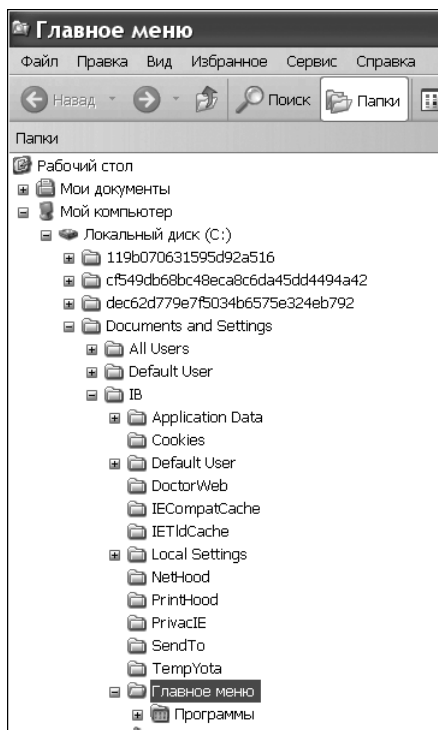 Главное меню
Файл Правка Вид Избранное Сервис Справка
Назад Поиск Папки
Папки
Рабочий стол
Мои документы
Мой компьютер
Локальный диск (C:)
119b070631595d92a516
cf549db68bc48eca8c6da45dd4494a42
dec62d779e7f5034b6575e324eb792
Documents and Settings
All Users
Default User
IB
Application Data
Cookies
Default User
DoctorWeb
IECompatCache
IETldCache
Local Settings
NetHood
PrintHood
PrivacIE
SendTo
TempYota
Главное меню
Программы